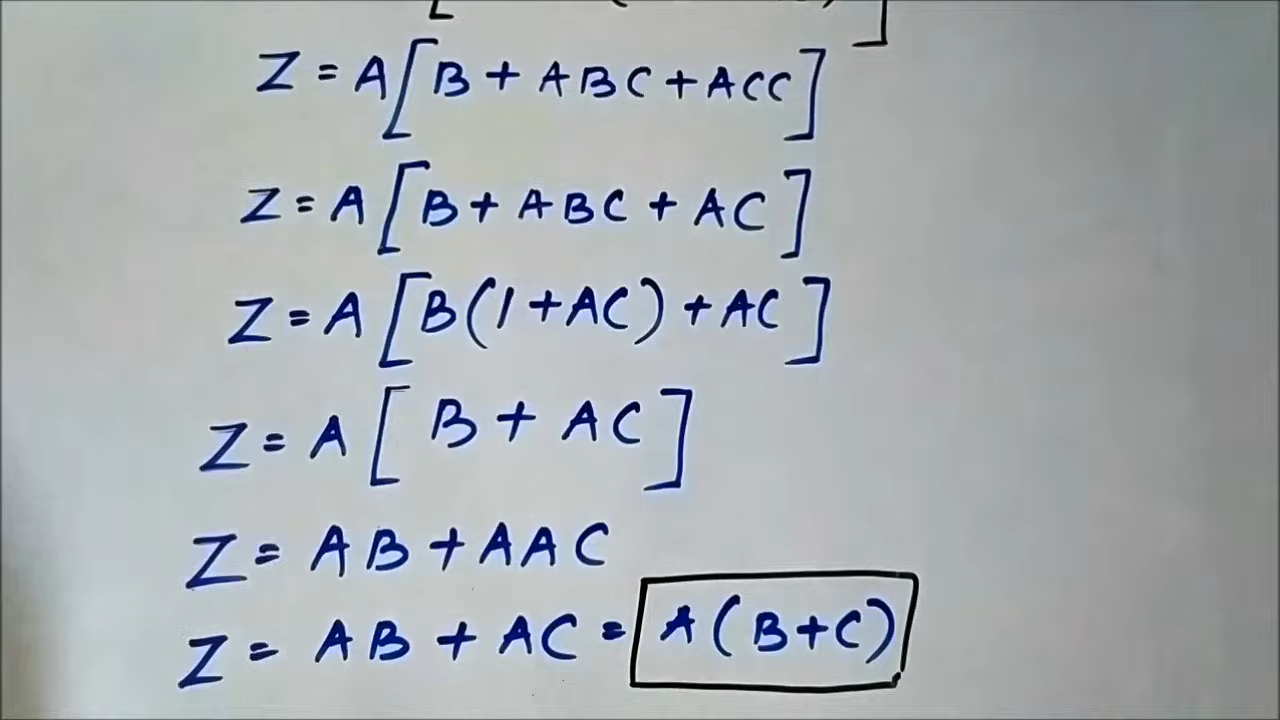 Z = A[B + ABC + ACC]
Z = A[B + ABC + AC]
Z = A[B(1 + AC) + AC]
Z = A[B + AC]
Z = AB + AAC
Z = AB + AC = A(B+C)